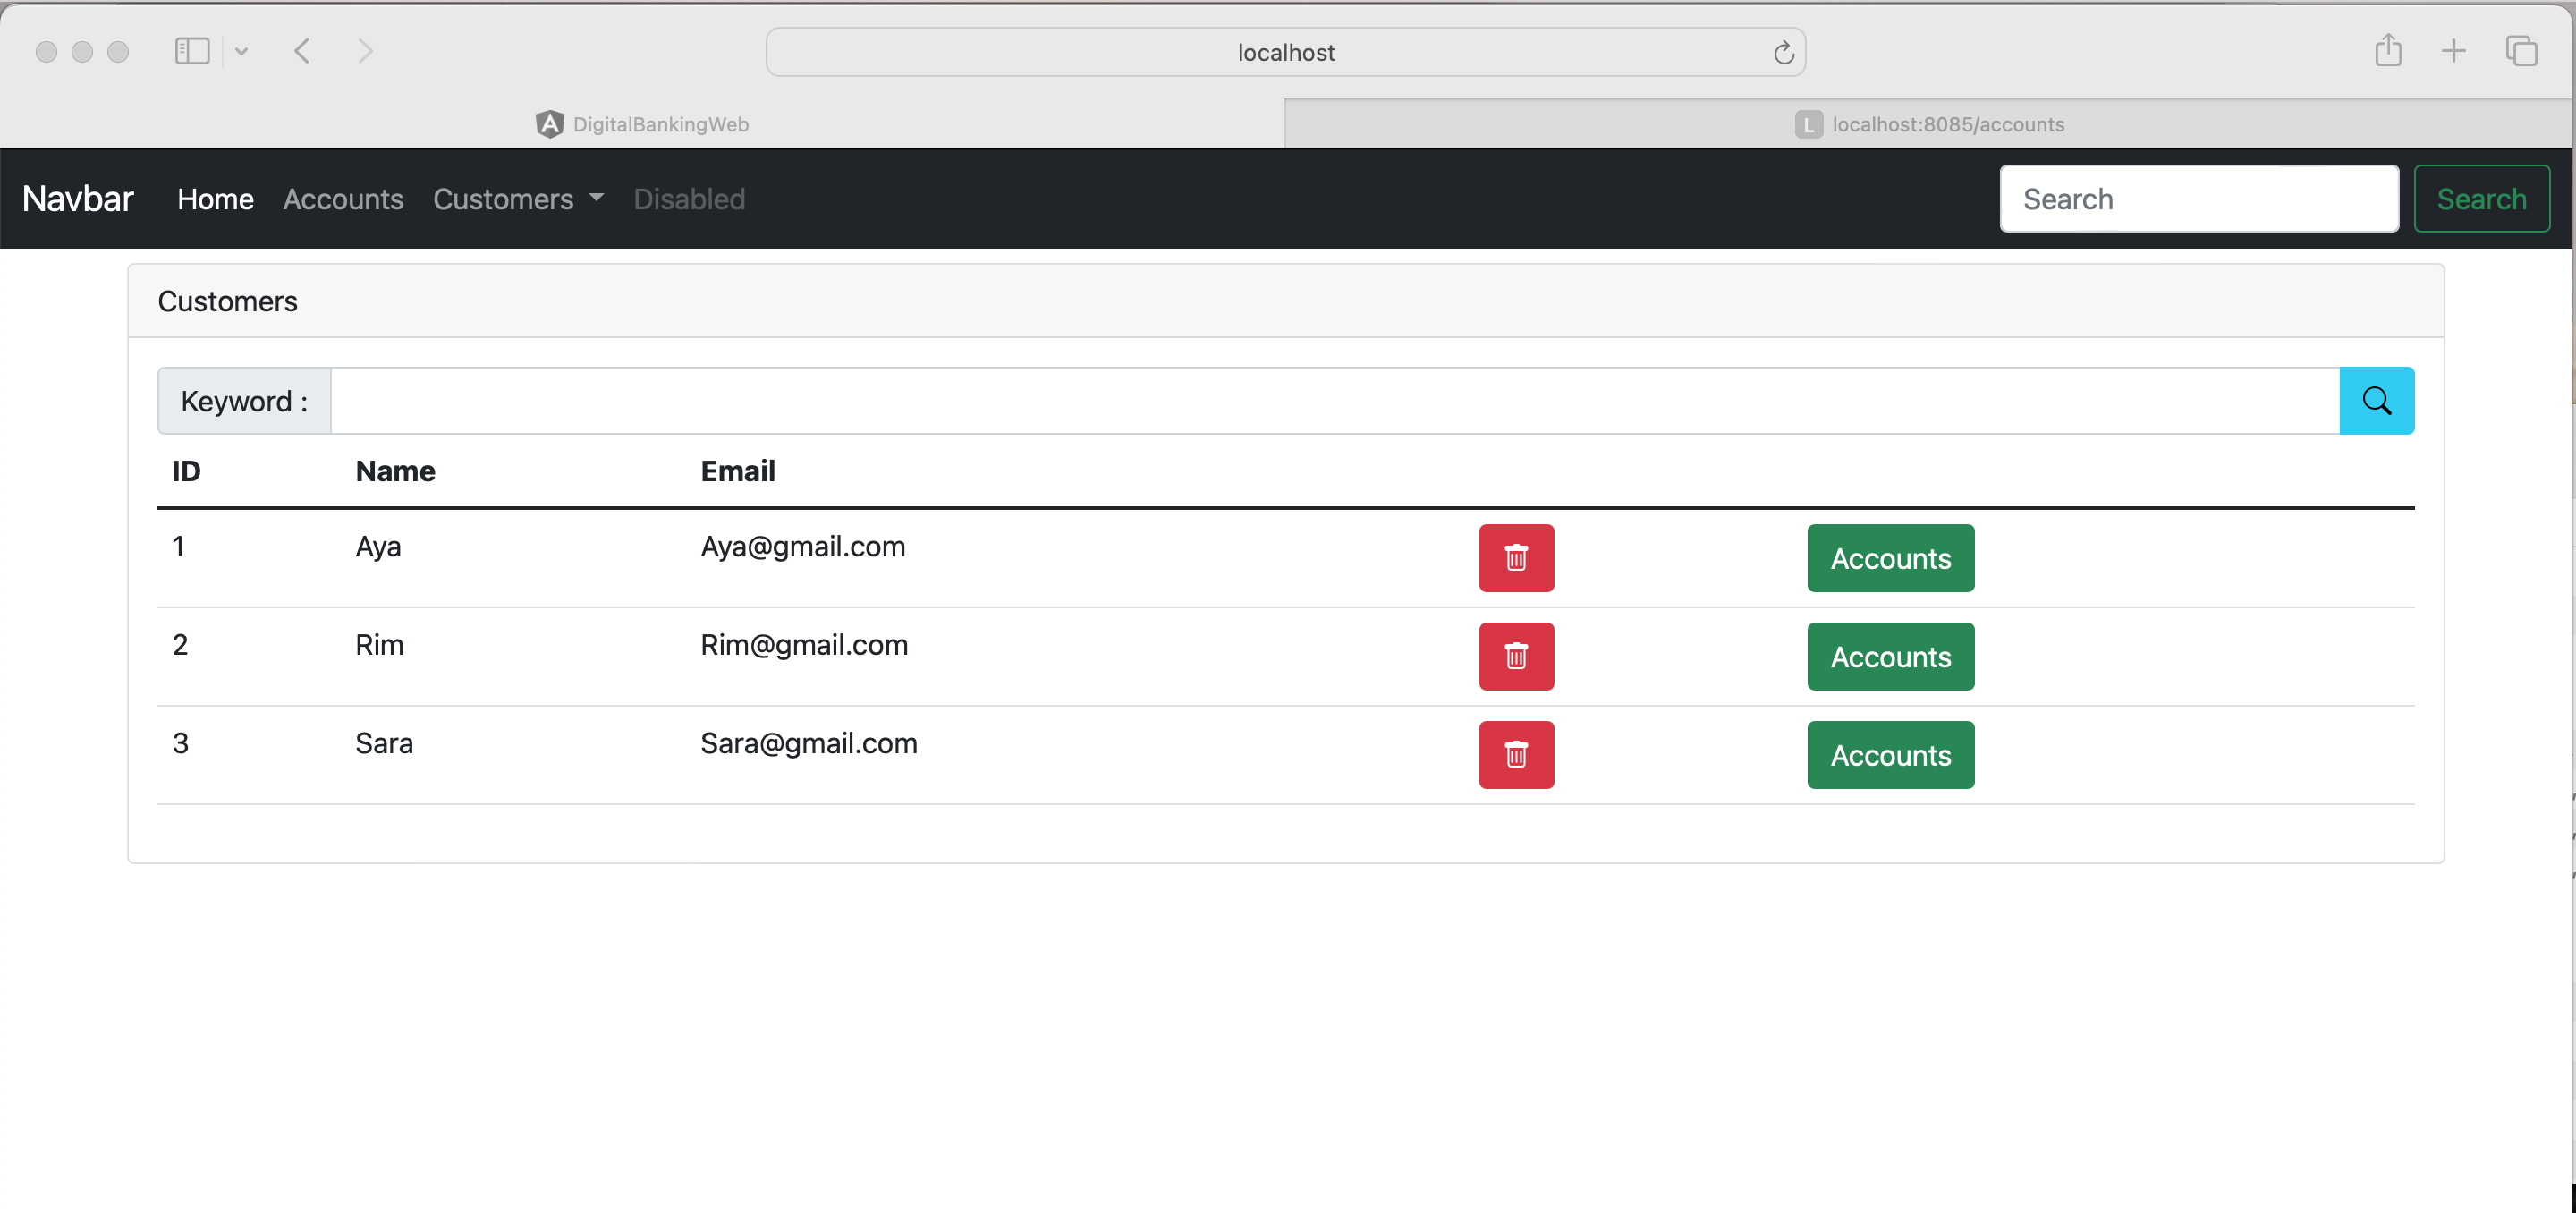 localhost
DigitalBankingWeb
L localhost:8085/accounts
Navbar Home Accounts Customers Disabled Search Search
Customers
Keyword :
ID Name Email
1 Aya Aya@gmail.com Accounts
2 Rim Rim@gmail.com Accounts
3 Sara Sara@gmail.com Accounts